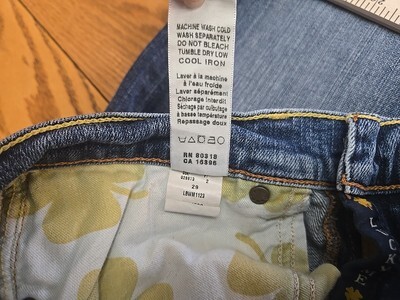 MACHINE WASH COLD
WASH SEPARATELY
DO NOT BLEACH
TUMBLE DRY LOW
COOL IRON
Laver à la machine
à l'eau froide
Laver séparément
Chlorage Interdit
Séchage par culbutage
à basse température
Repassage doux
RN 80318
CA 16896
29